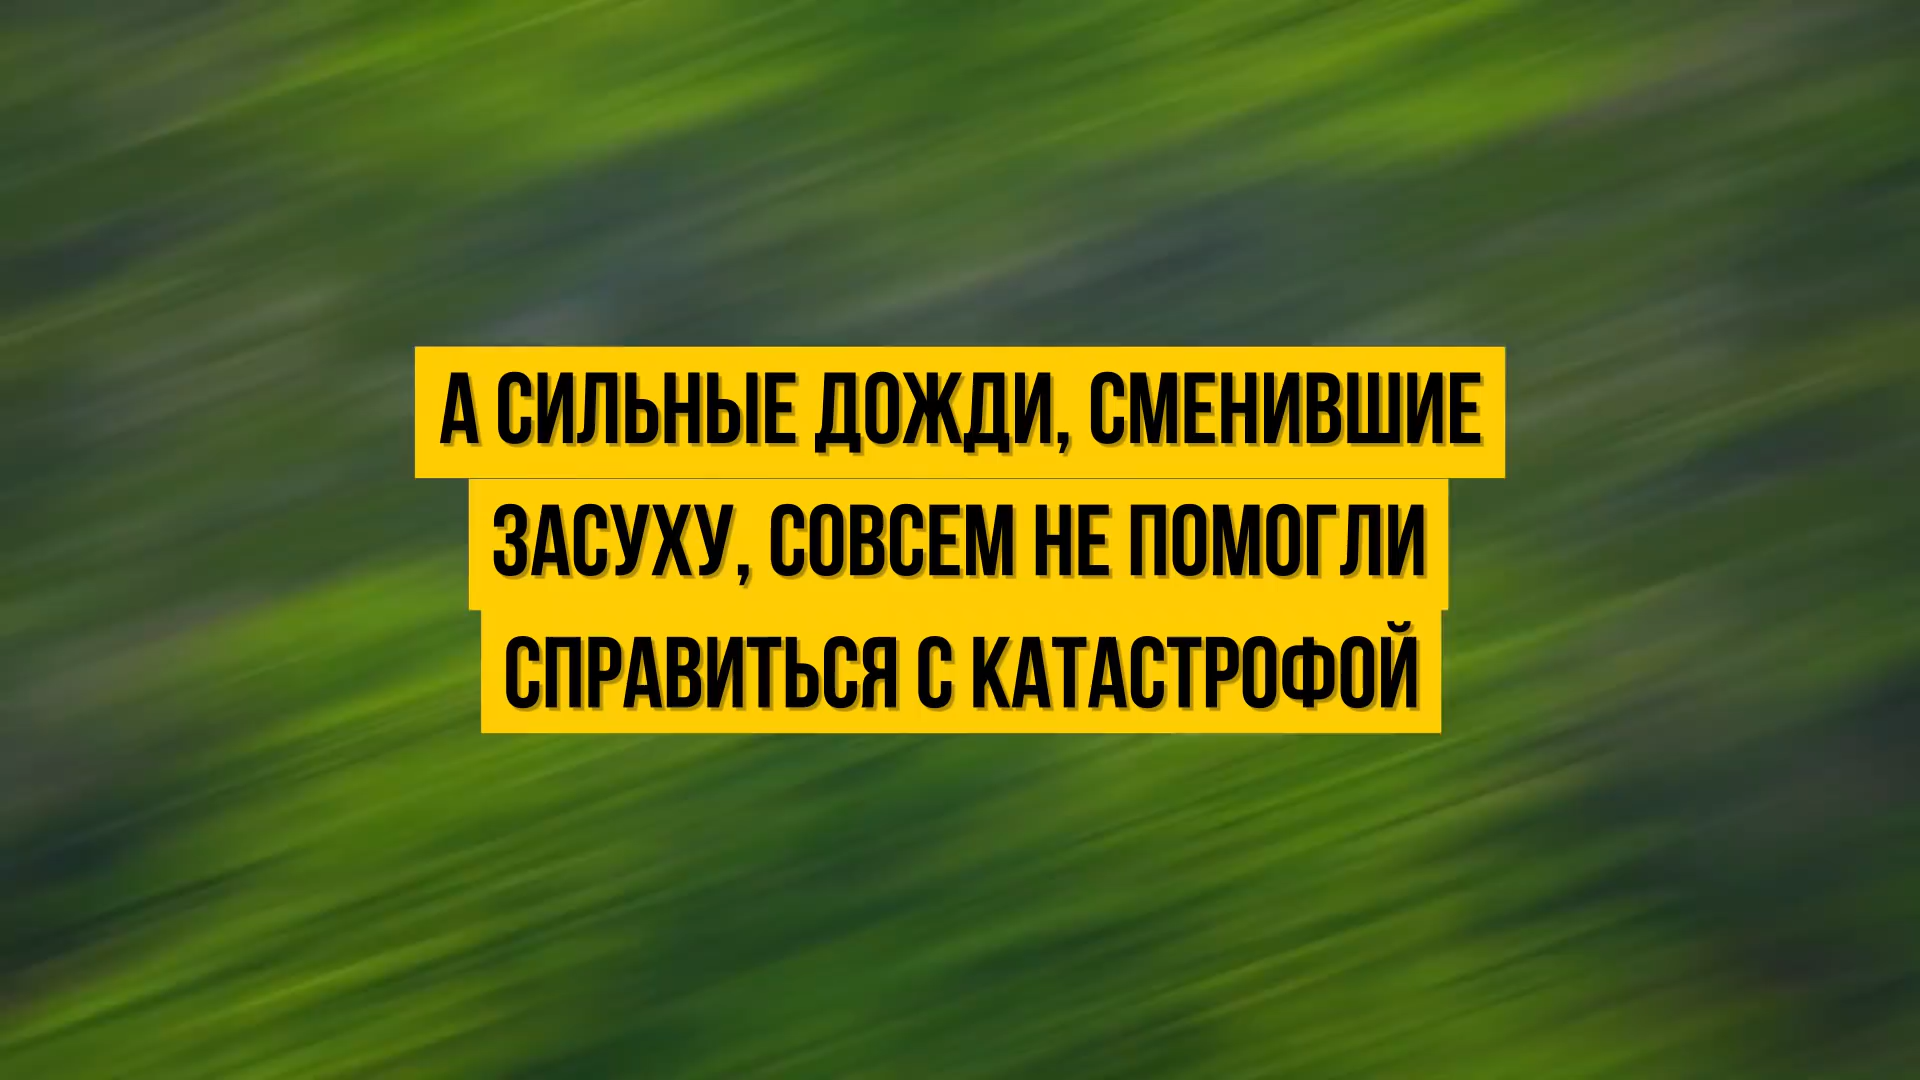 А СИЛЬНЫЕ ДОЖДИ, СМЕНИВШИЕ
ЗАСУХУ, СОВСЕМ НЕ ПОМОГЛИ
СПРАВИТЬСЯ С КАТАСТРОФОЙ